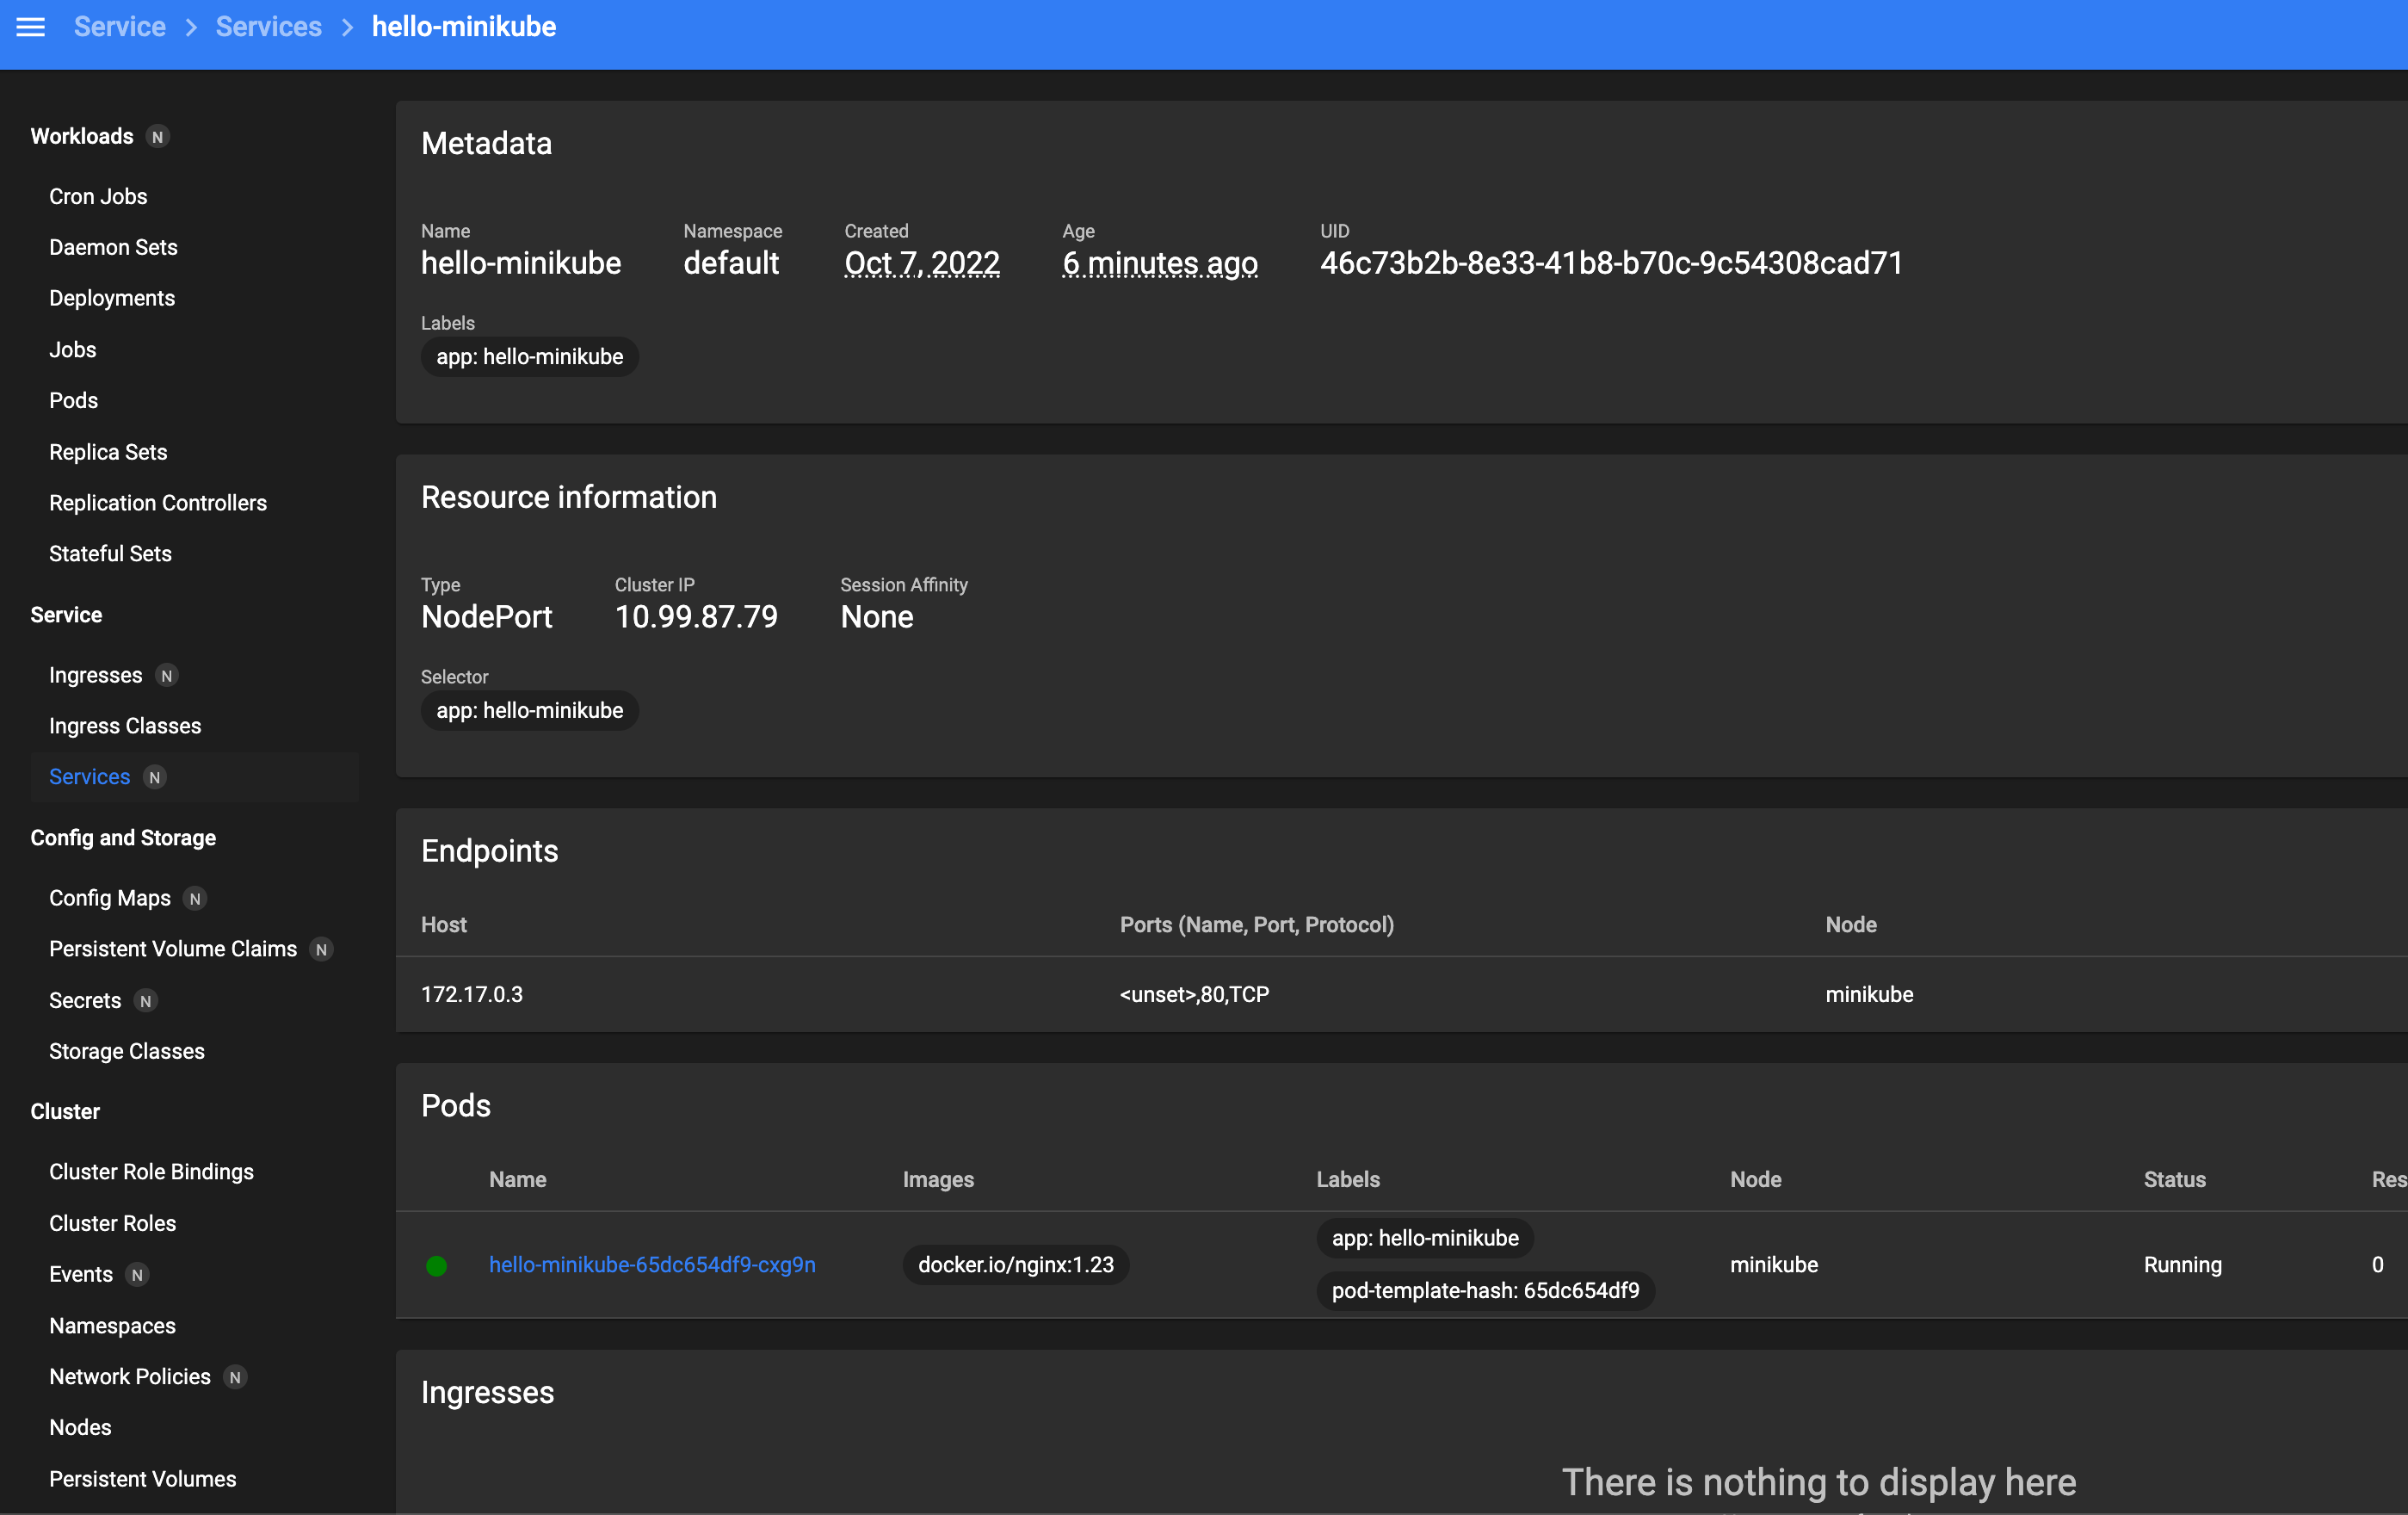 Service > Services > hello-minikube
Workloads N
Cron Jobs
Daemon Sets
Deployments
Jobs
Pods
Replica Sets
Replication Controllers
Stateful Sets
Service
Ingresses N
Ingress Classes
Services N
Config and Storage
Config Maps N
Persistent Volume Claims N
Secrets N
Storage Classes
Cluster
Cluster Role Bindings
Cluster Roles
Events N
Namespaces
Network Policies N
Nodes
Persistent Volumes
Metadata
Name Namespace Created Age UID
hello-minikube default Oct 7, 2022 6 minutes ago 46c73b2b-8e33-41b8-b70c-9c54308cad71
Labels
app: hello-minikube
Resource information
Type Cluster IP Session Affinity
NodePort 10.99.87.79 None
Selector
app: hello-minikube
Endpoints
Host Ports (Name, Port, Protocol) Node
172.17.0.3 <unset>,80,TCP minikube
Pods
Name Images Labels Node Status Res
app: hello-minikube
hello-minikube-65dc654df9-cxg9n docker.io/nginx:1.23 minikube Running 0
pod-template-hash: 65dc654df9
Ingresses
There is nothing to display here